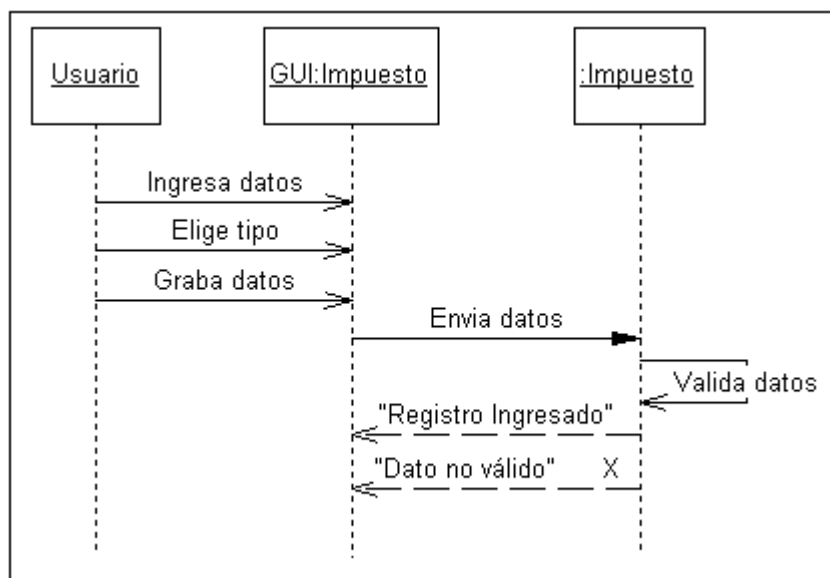 Usuario
GUI:Impuesto
:Impuesto
Ingresa datos
Elige tipo
Graba datos
Envia datos
Valida datos
"Registro Ingresado"
"Dato no válido" X